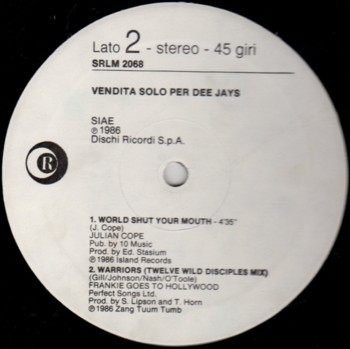 Lato 2 - stereo - 45 giri
SRLM 2068
VENDITA SOLO PER DEE JAYS
SIAE
℗ 1986
Dischi Ricordi S.p.A.
R
1. WORLD SHUT YOUR MOUTH - 4'35"
(J. Cope)
JULIAN COPE
Pub. by 10 Music
Prod. by Ed. Stasium
℗ 1986 Island Records
2. WARRIORS (TWELVE WILD DISCIPLES MIX)
(Gill/Johnson/Nash/O'Toole)
FRANKIE GOES TO HOLLYWOOD
Perfect Songs Ltd.
Prod. by S. Lipson and T. Horn
℗ 1986 Zang Tuum Tumb